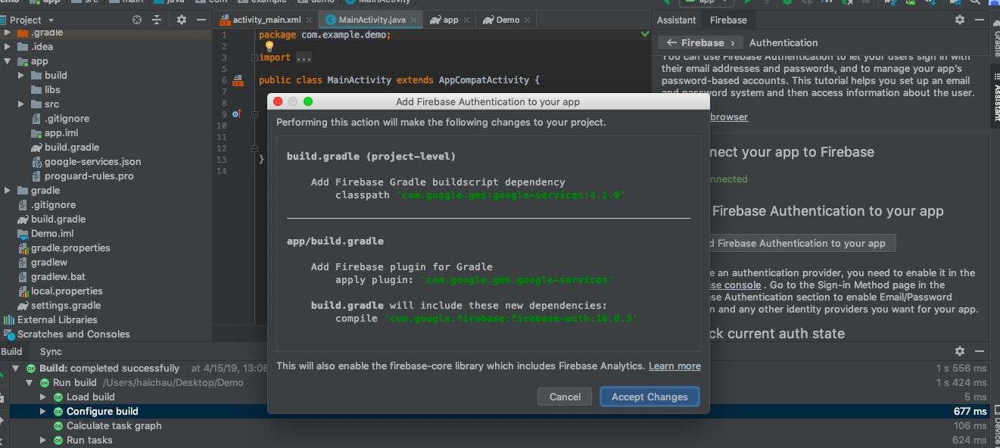 app
src
main
java
com
example
demo
MainActivity
app
Project
activity_main.xml
MainActivity.java
app
Demo
Assistant
Firebase
.gradle
.idea
app
build
libs
src
.gitignore
app.iml
build.gradle
google-services.json
proguard-rules.pro
gradle
.gitignore
build.gradle
Demo.iml
gradle.properties
gradlew
gradlew.bat
local.properties
settings.gradle
External Libraries
Scratches and Consoles
1 package com.example.demo;
2
3 import ...
5
6 public class MainActivity extends AppCompatActivity {
7
8
9
10
11
12
13 }
14
Add Firebase Authentication to your app
Performing this action will make the following changes to your project.
build.gradle (project-level)
Add Firebase Gradle buildscript dependency
classpath 'com.google.gms:google-services:4.1.0'
app/build.gradle
Add Firebase plugin for Gradle
apply plugin: 'com.google.gms.google-services'
build.gradle will include these new dependencies:
compile 'com.google.firebase:firebase-auth:16.0.3'
This will also enable the firebase-core library which includes Firebase Analytics. Learn more
Cancel
Accept Changes
← Firebase › Authentication
You can use Firebase Authentication to let your users sign in with
their email addresses and passwords, and to manage your app's
password-based accounts. This tutorial helps you set up an email
and password system and then access information about the user.
browser
nect your app to Firebase
nnected
Firebase Authentication to your app
d Firebase Authentication to your app
e an authentication provider, you need to enable it in the
se console . Go to the Sign-in Method page in the
se Authentication section to enable Email/Password
n and any other identity providers you want for your app.
ck current auth state
Gradle
Assistant
Build
Sync
Build: completed successfully at 4/15/19, 13:08
1 s 556 ms
Run build /Users/haichau/Desktop/Demo
1 s 424 ms
Load build
5 ms
Configure build
677 ms
Calculate task graph
106 ms
Run tasks
624 ms